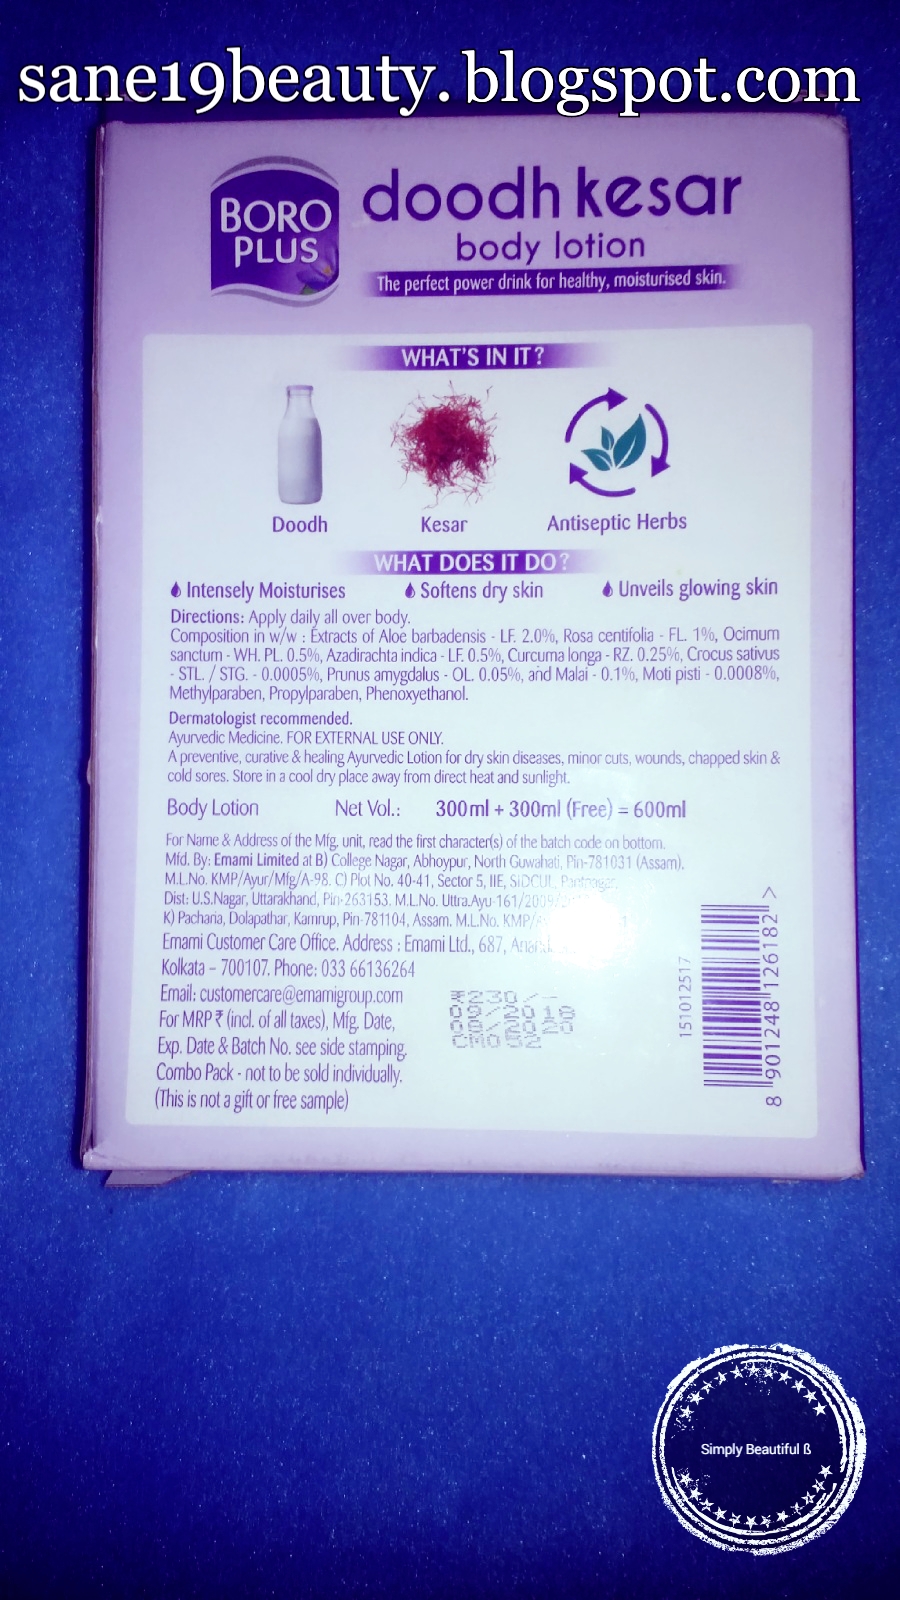 sane19beauty. blogspot.com
BORO
PLUS
doodh kesar
body lotion
The perfect power drink for healthy, moisturised skin.
WHAT'S IN IT?
Doodh Kesar Antiseptic Herbs
WHAT DOES IT DO?
Intensely Moisturises Softens dry skin Unveils glowing skin
Directions: Apply daily all over body.
Composition in w/w : Extracts of Aloe barbadensis - LF. 2.0%, Rosa centifolia - FL. 1%, Ocimum
sanctum - WH. PL. 0.5%, Azadirachta indica - LF. 0.5%, Curcuma longa - RZ. 0.25%, Crocus sativus
- STL. / STG. - 0.0005%, Prunus amygdalus - OL. 0.05%, and Malai - 0.1%, Moti pisti - 0.0008%,
Methylparaben, Propylparaben, Phenoxyethanol.
Dermatologist recommended.
Ayurvedic Medicine. FOR EXTERNAL USE ONLY.
A preventive, curative & healing Ayurvedic Lotion for dry skin diseases, minor cuts, wounds, chapped skin &
cold sores. Store in a cool dry place away from direct heat and sunlight.
Body Lotion Net Vol.: 300ml + 300ml (Free) = 600ml
For Name & Address of the Mfg. unit, read the first character(s) of the batch code on bottom.
Mfd. By: Emami Limited at B) College Nagar, Abhoypur, North Guwahati, Pin-781031 (Assam).
M.L.No. KMP/Ayur/Mfg/A-98. C) Plot No. 40-41, Sector 5, IIE, SIDCUL, Pantnagar,
Dist: U.S.Nagar, Uttarakhand, Pin-263153. M.L.No. Uttra.Ayu-161/2009/
K) Pacharia, Dolapathar, Kamrup, Pin-781104, Assam. M.L.No. KMP/
Emami Customer Care Office. Address : Emami Ltd., 687,
Kolkata – 700107. Phone: 033 66136264
Email: customercare@emamigroup.com
For MRP ₹ (incl. of all taxes), Mfg. Date,
Exp. Date & Batch No. see side stamping.
Combo Pack - not to be sold individually.
(This is not a gift or free sample)
₹230/-
09/2018
08/2020
CM052
151012517
8 901248 126182 >
Simply Beautiful ß